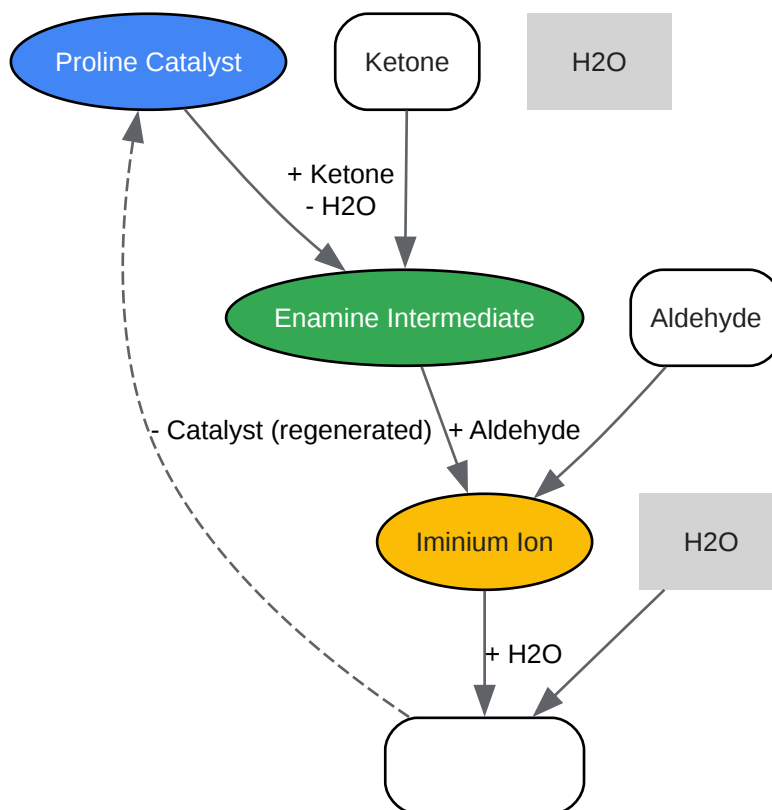 Proline Catalyst
Ketone
H2O
+ Ketone
- H2O
Enamine Intermediate
Aldehyde
- Catalyst (regenerated)
+ Aldehyde
Iminium Ion
H2O
+ H2O